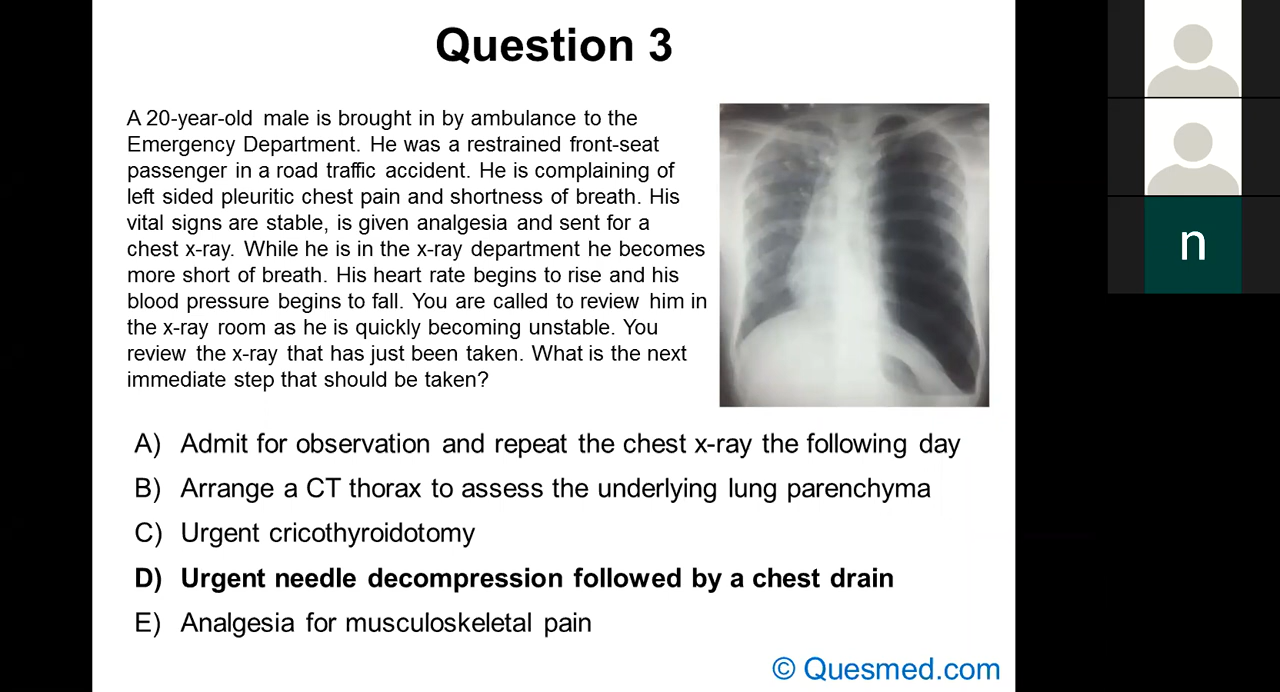 Question 3
A 20-year-old male is brought in by ambulance to the
Emergency Department. He was a restrained front-seat
passenger in a road traffic accident. He is complaining of
left sided pleuritic chest pain and shortness of breath. His
vital signs are stable, is given analgesia and sent for a
chest x-ray. While he is in the x-ray department he becomes
more short of breath. His heart rate begins to rise and his
blood pressure begins to fall. You are called to review him in
the x-ray room as he is quickly becoming unstable. You
review the x-ray that has just been taken. What is the next
immediate step that should be taken?
A) Admit for observation and repeat the chest x-ray the following day
B) Arrange a CT thorax to assess the underlying lung parenchyma
C) Urgent cricothyroidotomy
D) Urgent needle decompression followed by a chest drain
E) Analgesia for musculoskeletal pain
© Quesmed.com
n